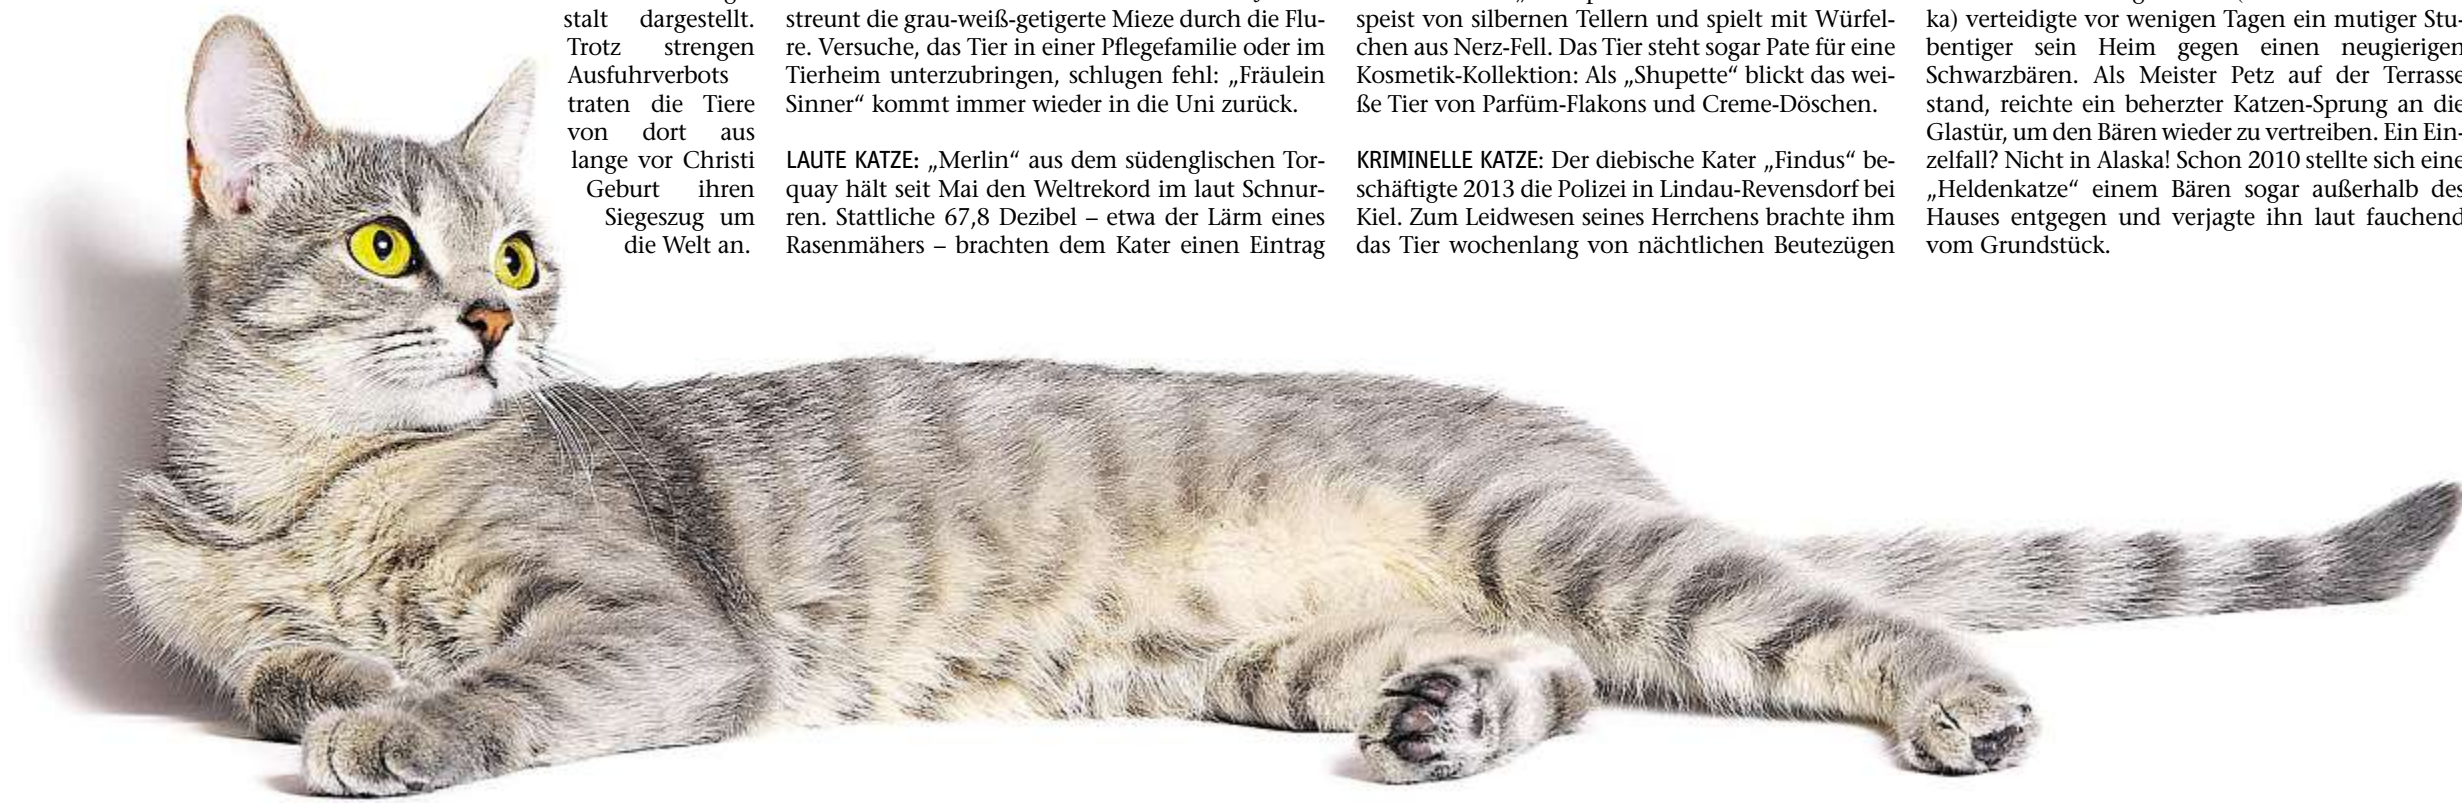 stalt dargestellt.
Trotz strengen
Ausfuhrverbots
traten die Tiere
von dort aus
lange vor Christi
Geburt ihren
Siegeszug um
die Welt an.
streunt die grau-weiß-getigerte Mieze durch die Flu-
re. Versuche, das Tier in einer Pflegefamilie oder im
Tierheim unterzubringen, schlugen fehl: „Fräulein
Sinner“ kommt immer wieder in die Uni zurück.
LAUTE KATZE: „Merlin“ aus dem südenglischen Tor-
quay hält seit Mai den Weltrekord im laut Schnur-
ren. Stattliche 67,8 Dezibel – etwa der Lärm eines
Rasenmähers – brachten dem Kater einen Eintrag
speist von silbernen Tellern und spielt mit Würfel-
chen aus Nerz-Fell. Das Tier steht sogar Pate für eine
Kosmetik-Kollektion: Als „Shupette“ blickt das wei-
ße Tier von Parfüm-Flakons und Creme-Döschen.
KRIMINELLE KATZE: Der diebische Kater „Findus“ be-
schäftigte 2013 die Polizei in Lindau-Revensdorf bei
Kiel. Zum Leidwesen seines Herrchens brachte ihm
das Tier wochenlang von nächtlichen Beutezügen
ka) verteidigte vor wenigen Tagen ein mutiger Stu-
bentiger sein Heim gegen einen neugierigen
Schwarzbären. Als Meister Petz auf der Terrasse
stand, reichte ein beherzter Katzen-Sprung an die
Glastür, um den Bären wieder zu vertreiben. Ein Ein-
zelfall? Nicht in Alaska! Schon 2010 stellte sich eine
„Heldenkatze“ einem Bären sogar außerhalb des
Hauses entgegen und verjagte ihn laut fauchend
vom Grundstück.